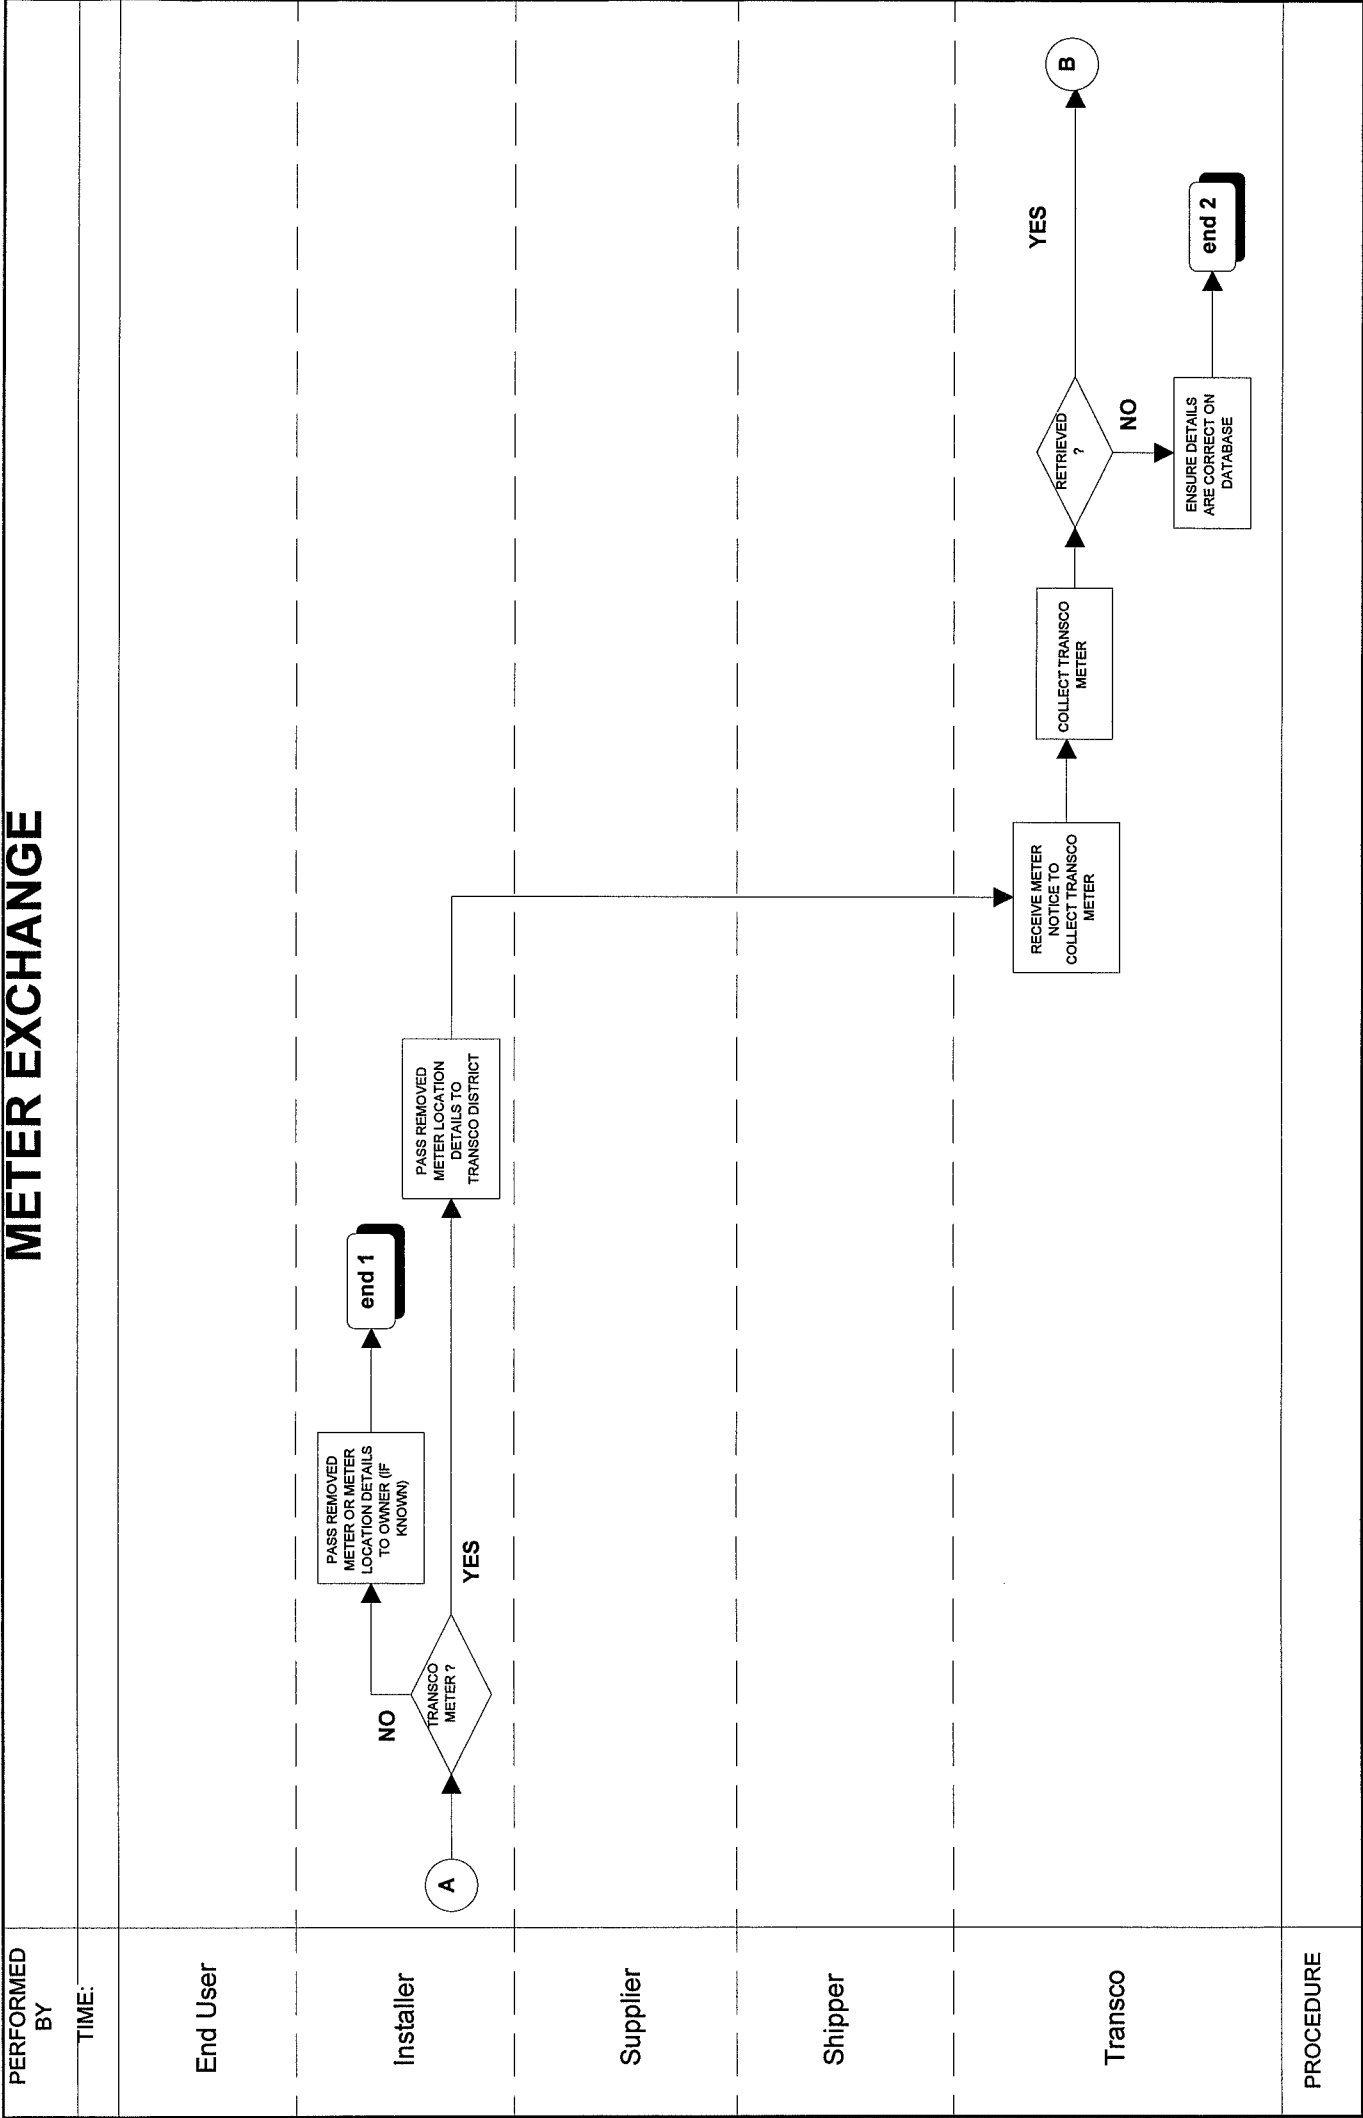 METER EXCHANGE
PERFORMED
BY
TIME:
End User
Installer
A
TRANSCO
METER ?
NO
YES
PASS REMOVED
METER OR METER
LOCATION DETAILS
TO OWNER (IF
KNOWN)
end 1
PASS REMOVED
METER LOCATION
DETAILS TO
TRANSCO DISTRICT
Supplier
Shipper
Transco
RECEIVE METER
NOTICE TO
COLLECT TRANSCO
METER
COLLECT TRANSCO
METER
RETRIEVED
?
YES
B
NO
ENSURE DETAILS
ARE CORRECT ON
DATABASE
end 2
PROCEDURE